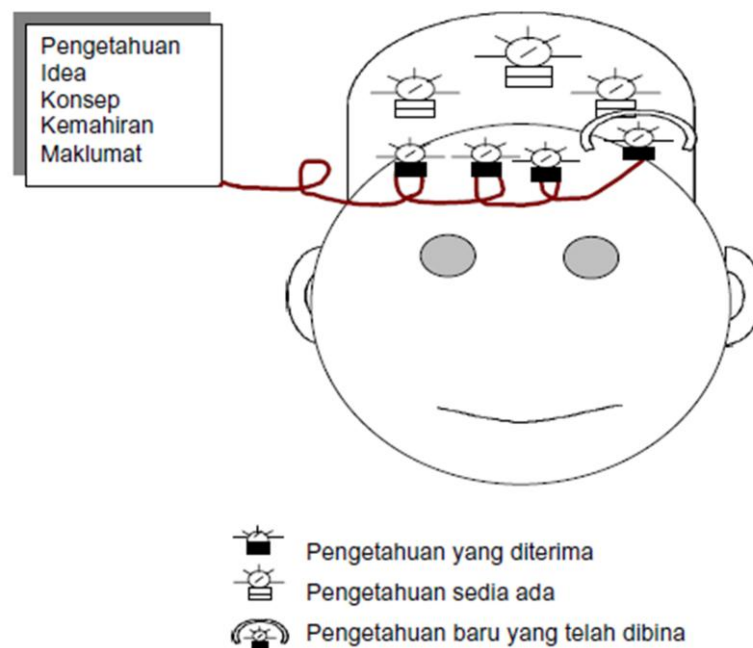 Pengetahuan
Idea
Konsep
Kemahiran
Maklumat
Pengetahuan yang diterima
Pengetahuan sedia ada
Pengetahuan baru yang telah dibina